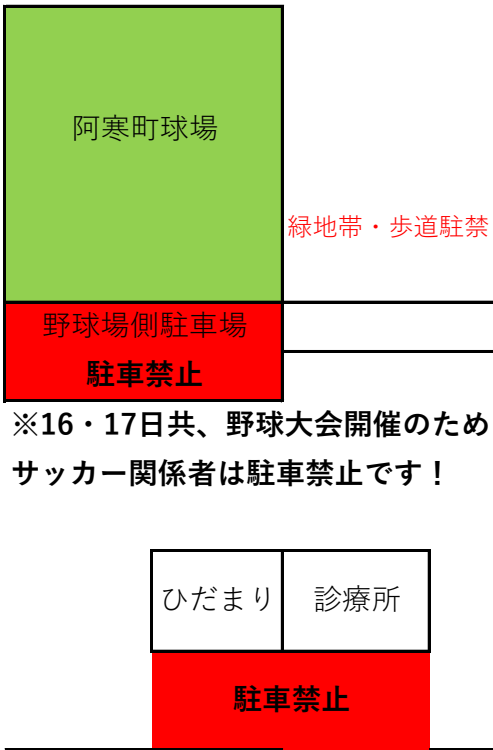 阿寒町球場
緑地帯・歩道駐禁
野球場側駐車場
駐車禁止
※16・17日共、野球大会開催のため
サッカー関係者は駐車禁止です！
ひだまり
診療所
駐車禁止